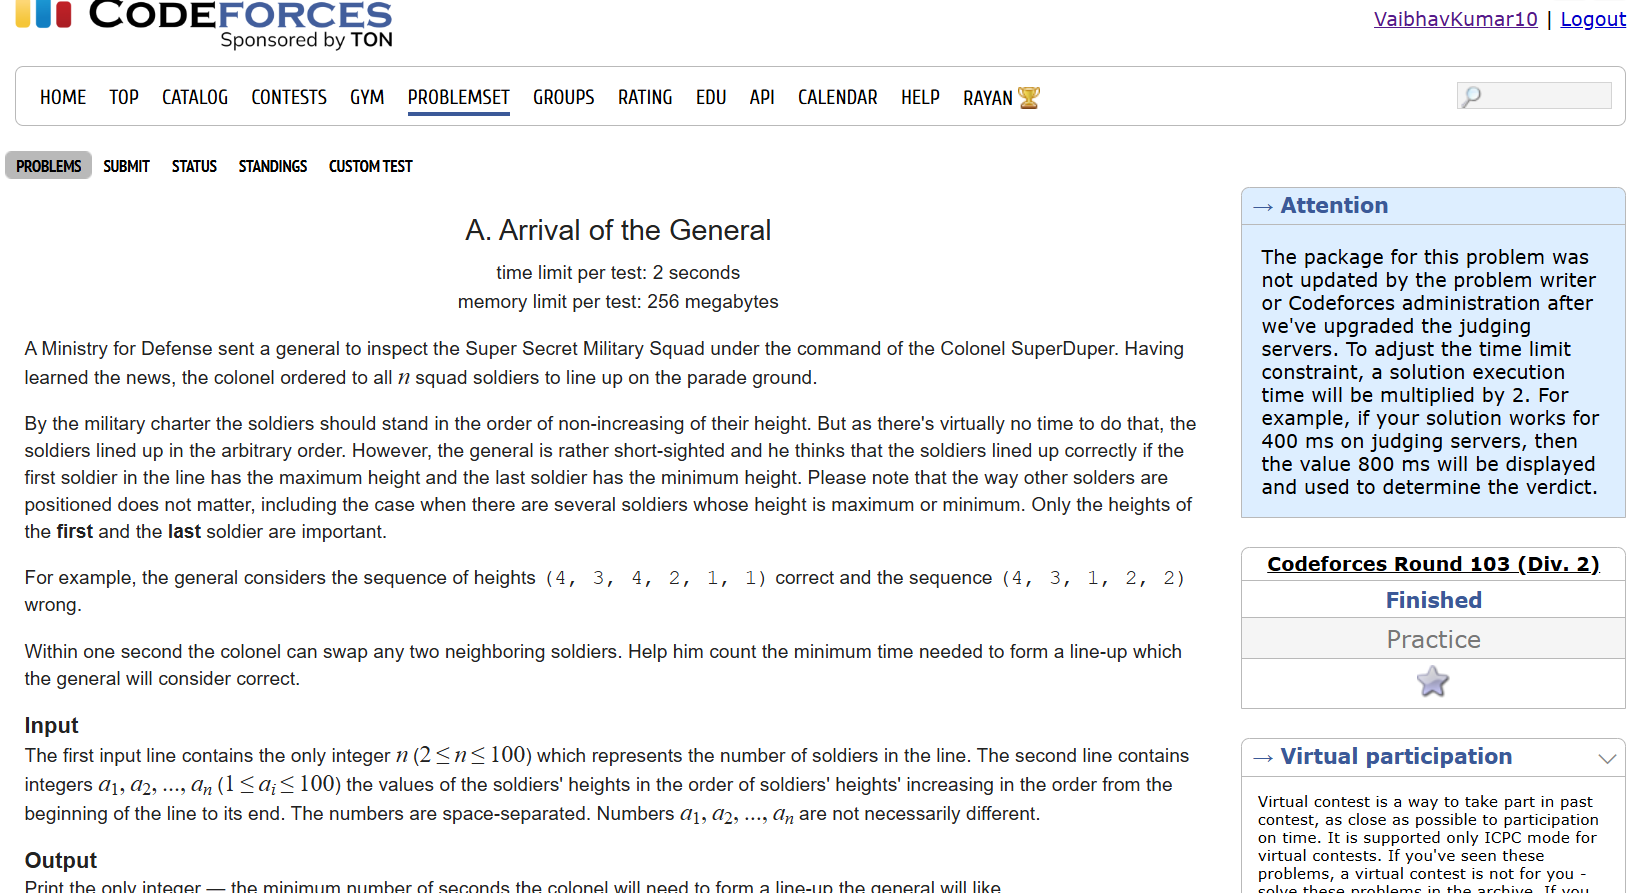 CODEFORCES
Sponsored by TON
VaibhavKumar10 | Logout
HOME TOP CATALOG CONTESTS GYM PROBLEMSET GROUPS RATING EDU API CALENDAR HELP RAYAN
PROBLEMS SUBMIT STATUS STANDINGS CUSTOM TEST
A. Arrival of the General
time limit per test: 2 seconds
memory limit per test: 256 megabytes
A Ministry for Defense sent a general to inspect the Super Secret Military Squad under the command of the Colonel SuperDuper. Having
learned the news, the colonel ordered to all n squad soldiers to line up on the parade ground.
By the military charter the soldiers should stand in the order of non-increasing of their height. But as there's virtually no time to do that, the
soldiers lined up in the arbitrary order. However, the general is rather short-sighted and he thinks that the soldiers lined up correctly if the
first soldier in the line has the maximum height and the last soldier has the minimum height. Please note that the way other solders are
positioned does not matter, including the case when there are several soldiers whose height is maximum or minimum. Only the heights of
the first and the last soldier are important.
For example, the general considers the sequence of heights (4, 3, 4, 2, 1, 1) correct and the sequence (4, 3, 1, 2, 2)
wrong.
Within one second the colonel can swap any two neighboring soldiers. Help him count the minimum time needed to form a line-up which
the general will consider correct.
Input
The first input line contains the only integer n (2 ≤ n ≤ 100) which represents the number of soldiers in the line. The second line contains
integers a1, a2, ..., an (1 ≤ ai ≤ 100) the values of the soldiers' heights in the order of soldiers' heights' increasing in the order from the
beginning of the line to its end. The numbers are space-separated. Numbers a1, a2, ..., an are not necessarily different.
Output
Print the only integer — the minimum number of seconds the colonel will need to form a line-up the general will like
→ Attention
The package for this problem was
not updated by the problem writer
or Codeforces administration after
we've upgraded the judging
servers. To adjust the time limit
constraint, a solution execution
time will be multiplied by 2. For
example, if your solution works for
400 ms on judging servers, then
the value 800 ms will be displayed
and used to determine the verdict.
Codeforces Round 103 (Div. 2)
Finished
Practice
→ Virtual participation
Virtual contest is a way to take part in past
contest, as close as possible to participation
on time. It is supported only ICPC mode for
virtual contests. If you've seen these
problems, a virtual contest is not for you -
solve these problems in the archive. If you